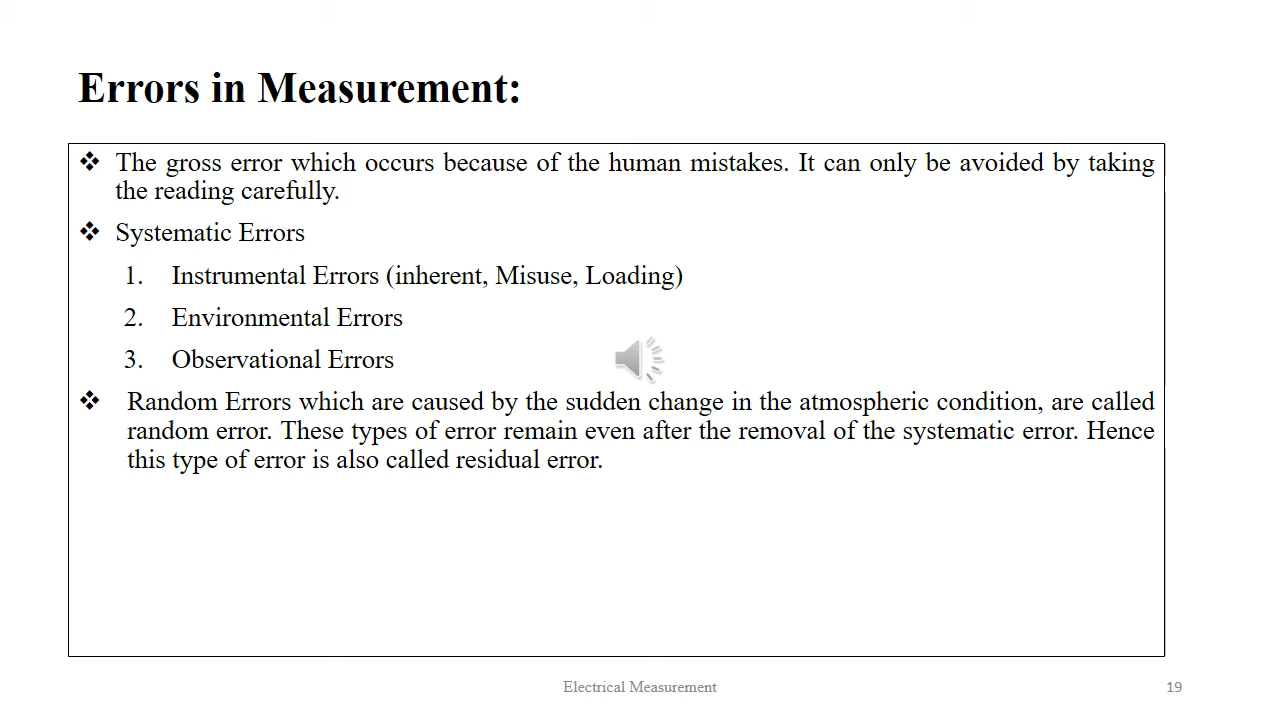 Errors in Measurement:
❖ The gross error which occurs because of the human mistakes. It can only be avoided by taking
the reading carefully.
❖ Systematic Errors
1. Instrumental Errors (inherent, Misuse, Loading)
2. Environmental Errors
3. Observational Errors
❖ Random Errors which are caused by the sudden change in the atmospheric condition, are called
random error. These types of error remain even after the removal of the systematic error. Hence
this type of error is also called residual error.
Electrical Measurement
19